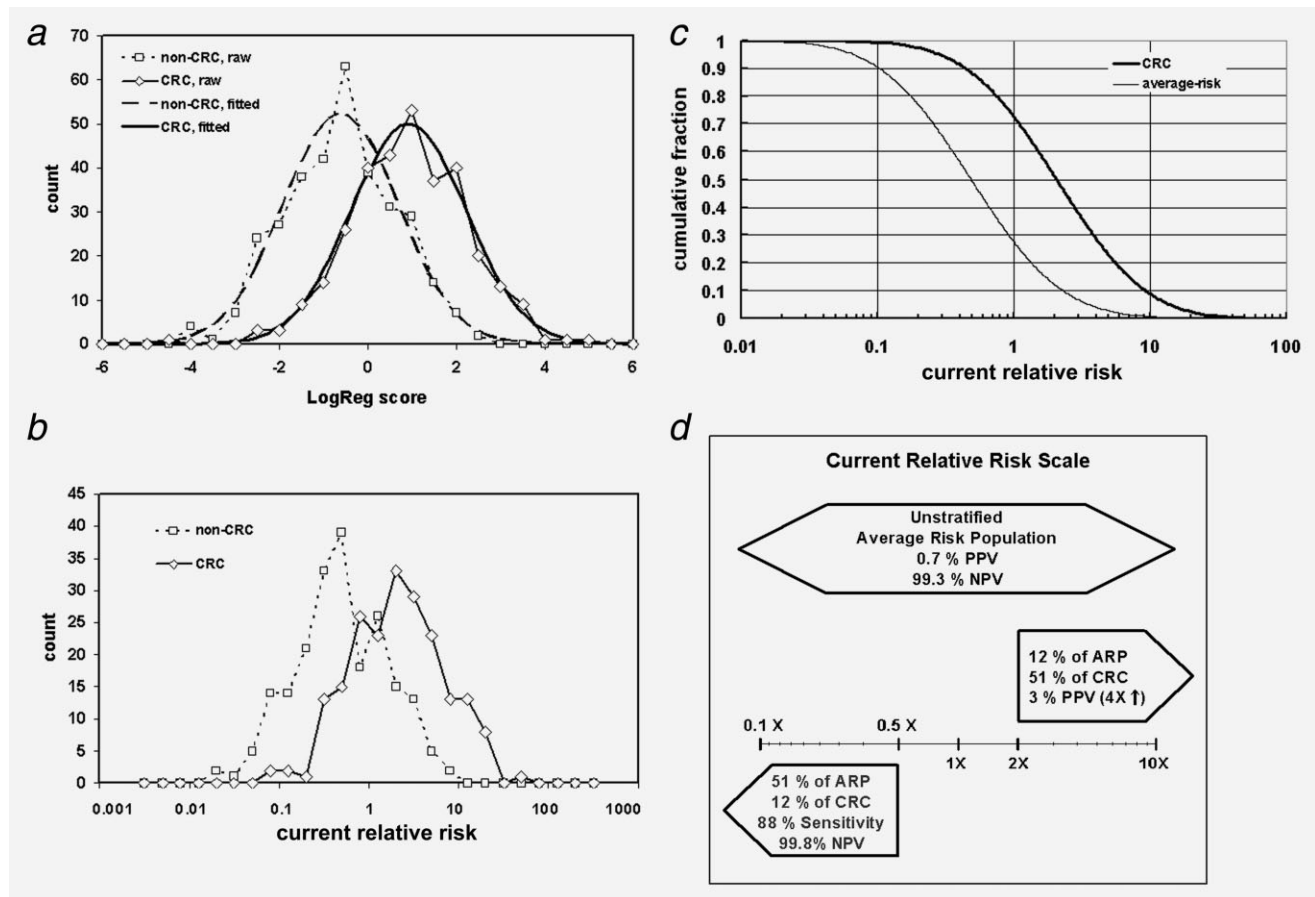 a
70
60
50
40
30
20
10
0
count
non-CRC, raw
CRC, raw
non-CRC, fitted
CRC, fitted
-6 -4 -2 0 2 4 6
LogReg score
b
45
40
35
30
25
20
15
10
5
0
count
non-CRC
CRC
0.001 0.01 0.1 1 10 100 1000
current relative risk
c
1
0.9
0.8
0.7
0.6
0.5
0.4
0.3
0.2
0.1
0
cumulative fraction
CRC
average-risk
0.01 0.1 1 10 100
current relative risk
d
Current Relative Risk Scale
Unstratified
Average Risk Population
0.7 % PPV
99.3 % NPV
12 % of ARP
51 % of CRC
3 % PPV (4X ↑)
0.1 X 0.5 X
1X 2X 10X
51 % of ARP
12 % of CRC
88 % Sensitivity
99.8% NPV